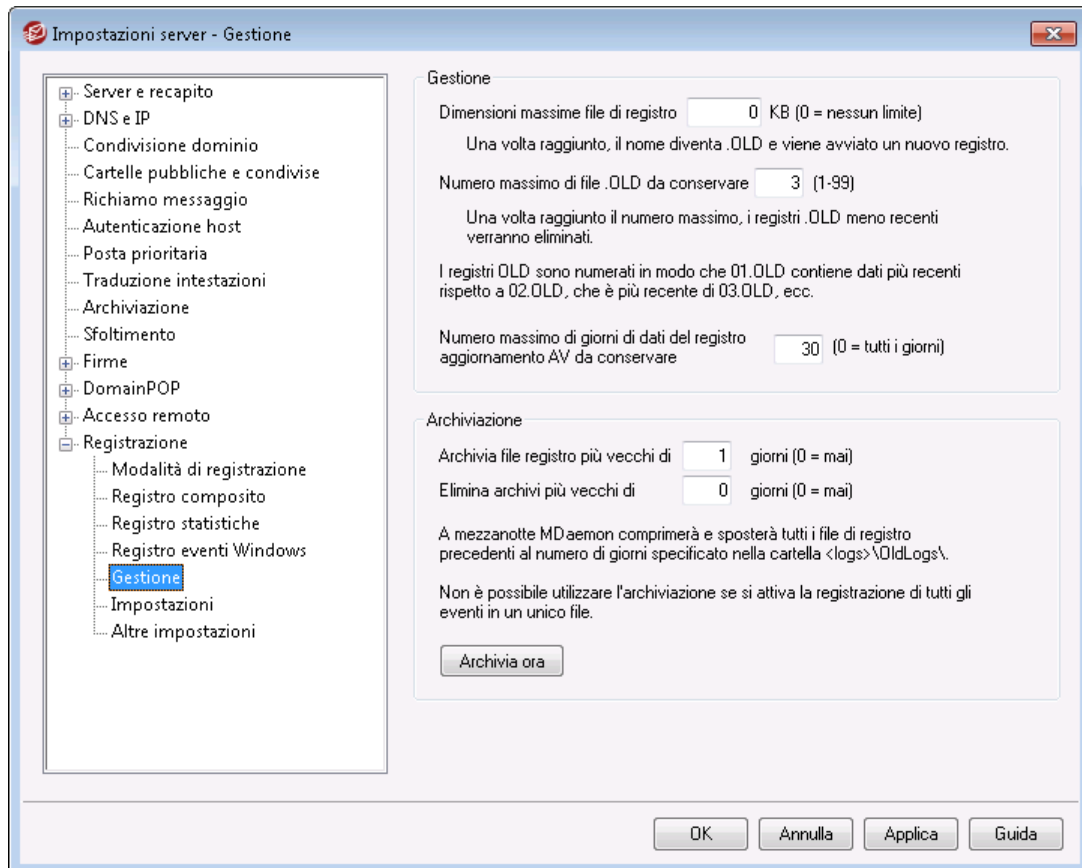 Impostazioni server - Gestione
Server e recapito
DNS e IP
Condivisione dominio
Cartelle pubbliche e condivise
Richiamo messaggio
Autenticazione host
Posta prioritaria
Traduzione intestazioni
Archiviazione
Sfoltimento
Firme
DomainPOP
Accesso remoto
Registrazione
Modalità di registrazione
Registro composito
Registro statistiche
Registro eventi Windows
Gestione
Impostazioni
Altre impostazioni
Gestione
Dimensioni massime file di registro 0 KB (0 = nessun limite)
Una volta raggiunto, il nome diventa .OLD e viene avviato un nuovo registro.
Numero massimo di file .OLD da conservare 3 (1-99)
Una volta raggiunto il numero massimo, i registri .OLD meno recenti
verranno eliminati.
I registri OLD sono numerati in modo che 01.OLD contiene dati più recenti
rispetto a 02.OLD, che è più recente di 03.OLD, ecc.
Numero massimo di giorni di dati del registro
aggiornamento AV da conservare 30 (0 = tutti i giorni)
Archiviazione
Archivia file registro più vecchi di 1 giorni (0 = mai)
Elimina archivi più vecchi di 0 giorni (0 = mai)
A mezzanotte MDaemon comprimerà e sposterà tutti i file di registro
precedenti al numero di giorni specificato nella cartella <logs>\OldLogs\.
Non è possibile utilizzare l'archiviazione se si attiva la registrazione di tutti gli
eventi in un unico file.
Archivia ora
OK Annulla Applica Guida